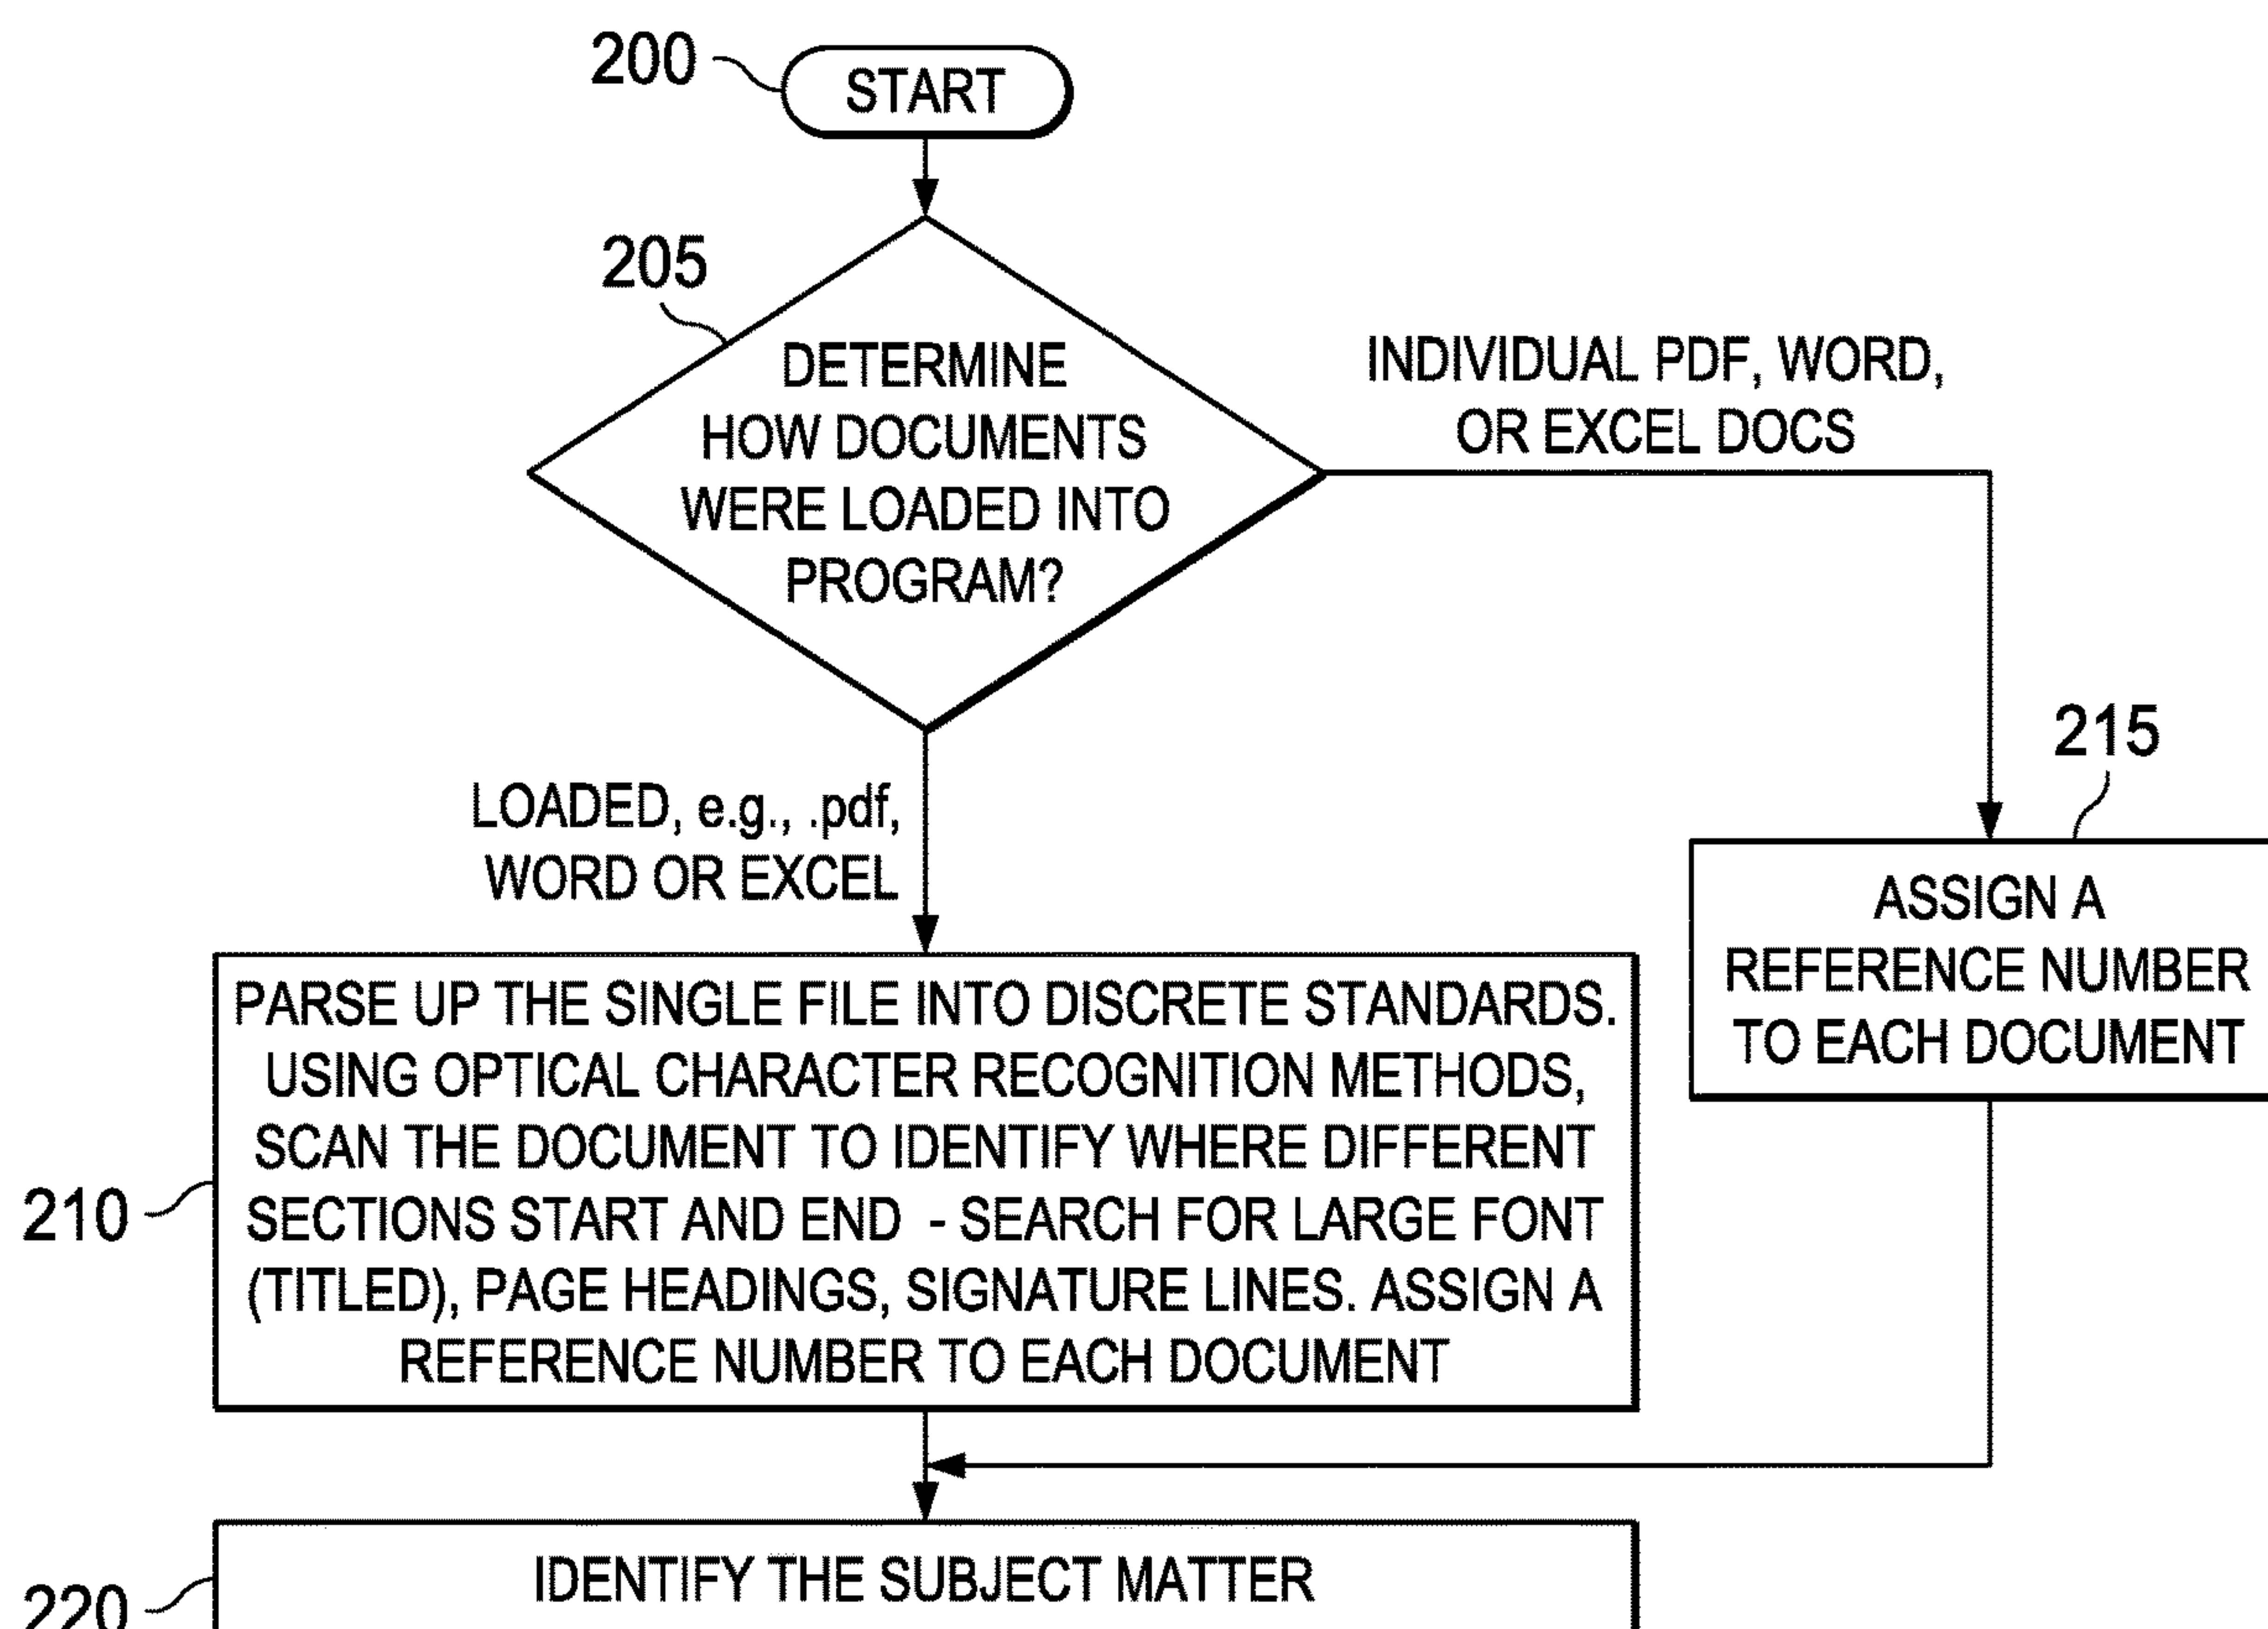 200
START
205
DETERMINE
HOW DOCUMENTS
WERE LOADED INTO
PROGRAM?
INDIVIDUAL PDF, WORD,
OR EXCEL DOCS
LOADED, e.g., .pdf,
WORD OR EXCEL
215
ASSIGN A
REFERENCE NUMBER
TO EACH DOCUMENT
210
PARSE UP THE SINGLE FILE INTO DISCRETE STANDARDS.
USING OPTICAL CHARACTER RECOGNITION METHODS,
SCAN THE DOCUMENT TO IDENTIFY WHERE DIFFERENT
SECTIONS START AND END - SEARCH FOR LARGE FONT
(TITLED), PAGE HEADINGS, SIGNATURE LINES. ASSIGN A
REFERENCE NUMBER TO EACH DOCUMENT
220
IDENTIFY THE SUBJECT MATTER